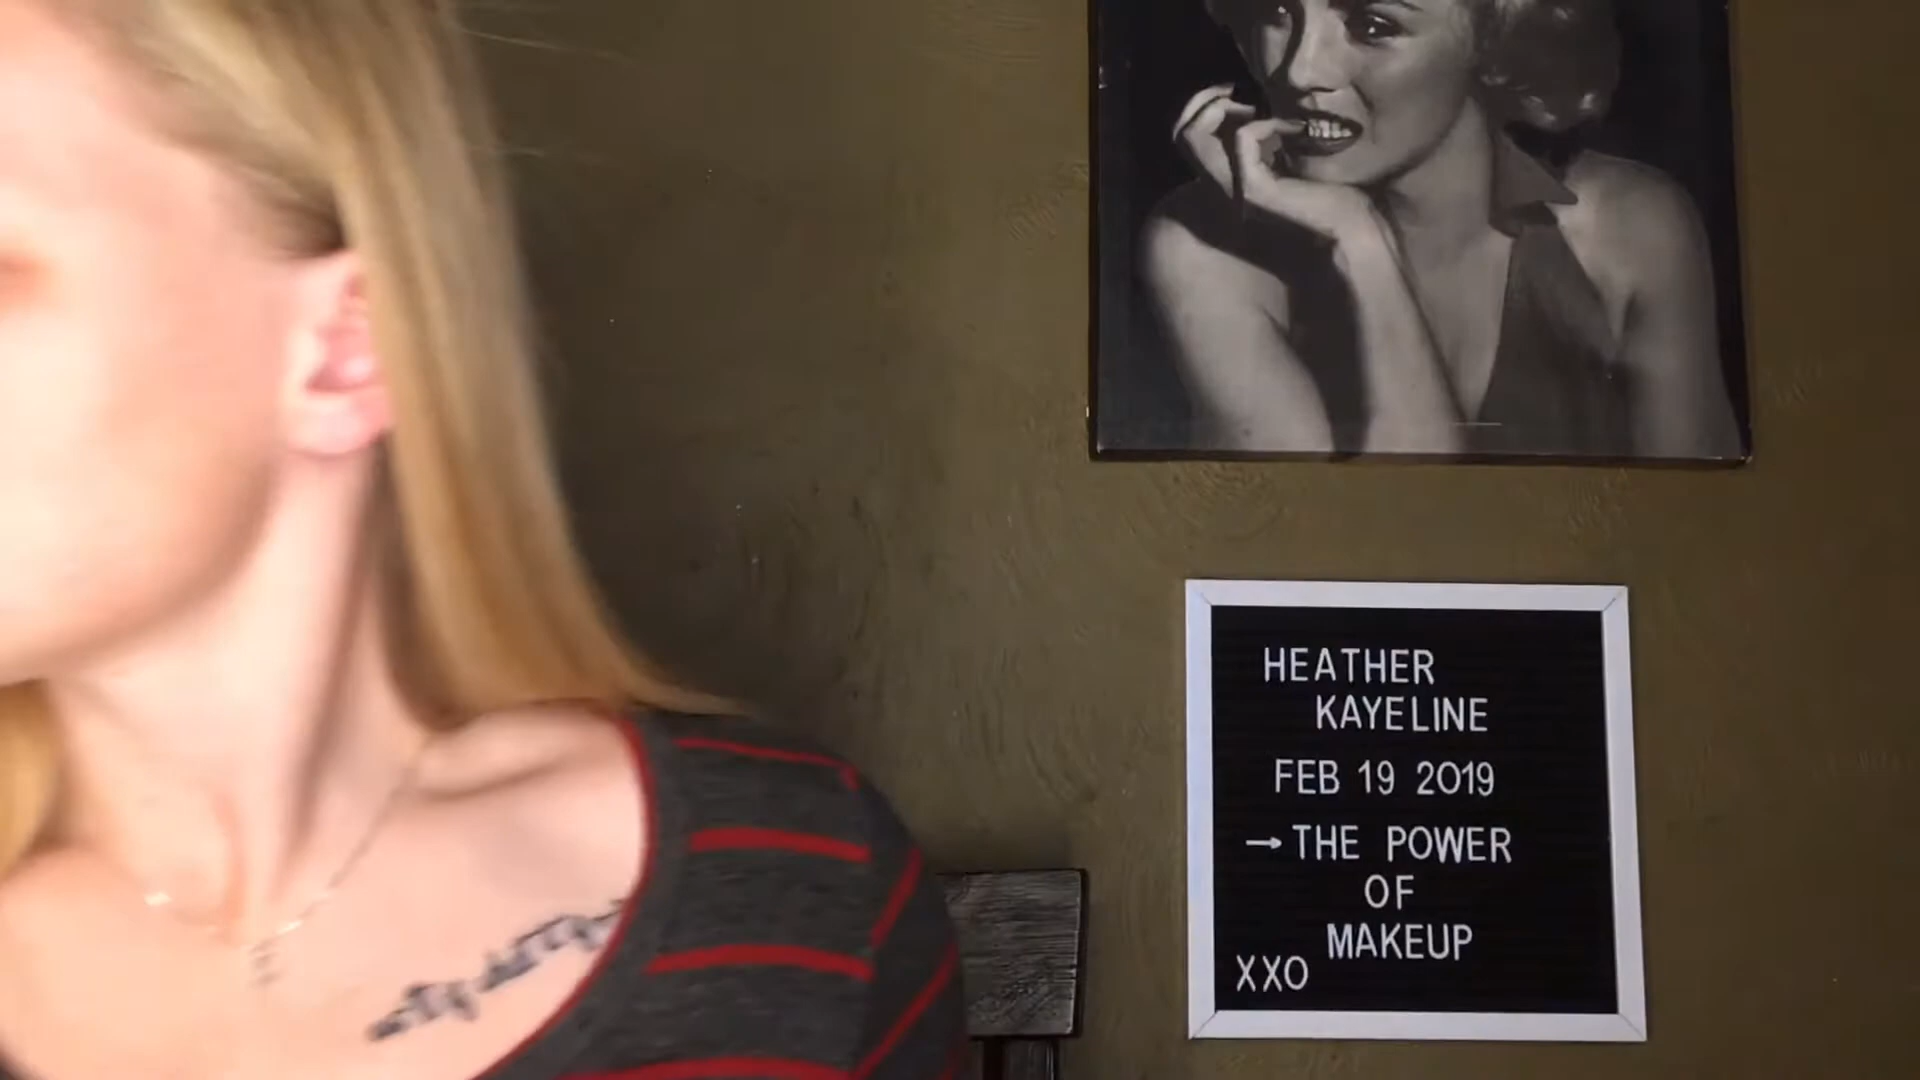 HEATHER
KAYELINE
FEB 19 2019
→THE POWER
OF
MAKEUP
XXO